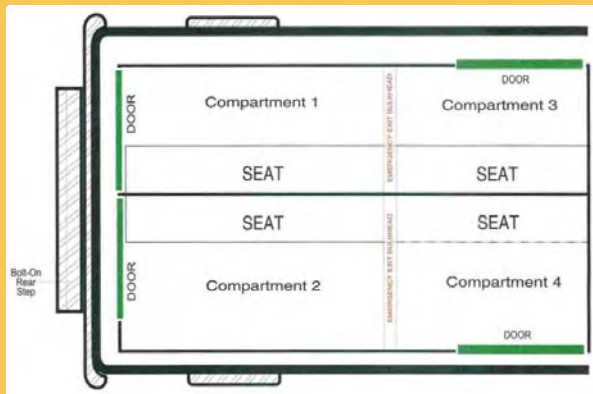 DOOR
DOOR
Compartment 1
EMERGENCY EXIT BULKHEAD
Compartment 3
SEAT
SEAT
SEAT
SEAT
Bolt-On
Rear
Step
DOOR
Compartment 2
EMERGENCY EXIT BULKHEAD
Compartment 4
DOOR